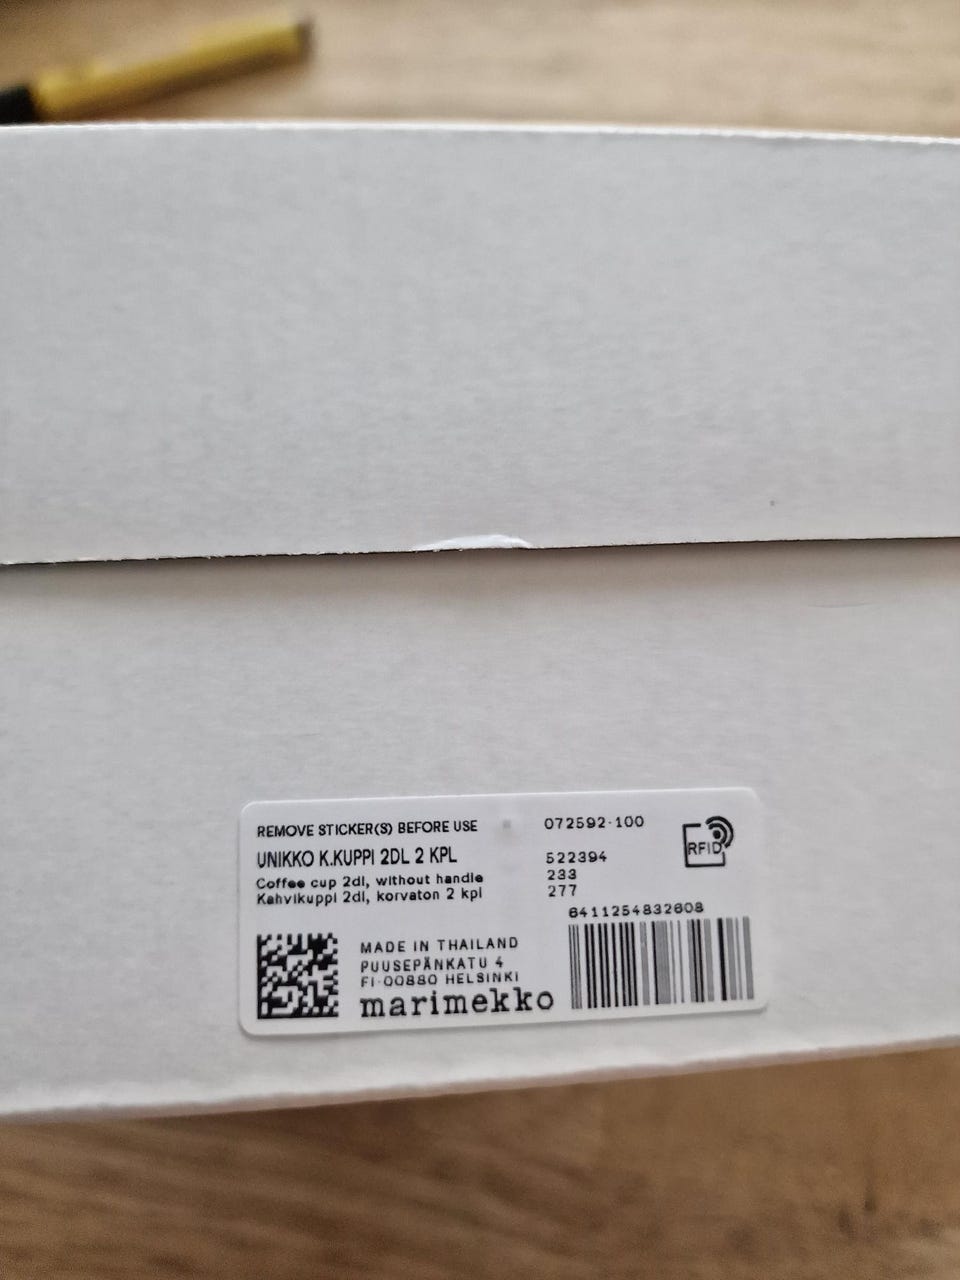 REMOVE STICKER(S) BEFORE USE
UNIKKO K.KUPPI 2DL 2 KPL
Coffee cup 2dl, without handle
Kahvikuppi 2dl, korvaton 2 kpl
072592-100
522394
233
277
RFID
6411254832608
MADE IN THAILAND
PUUSEPÄNKATU 4
FI-00880 HELSINKI
marimekko